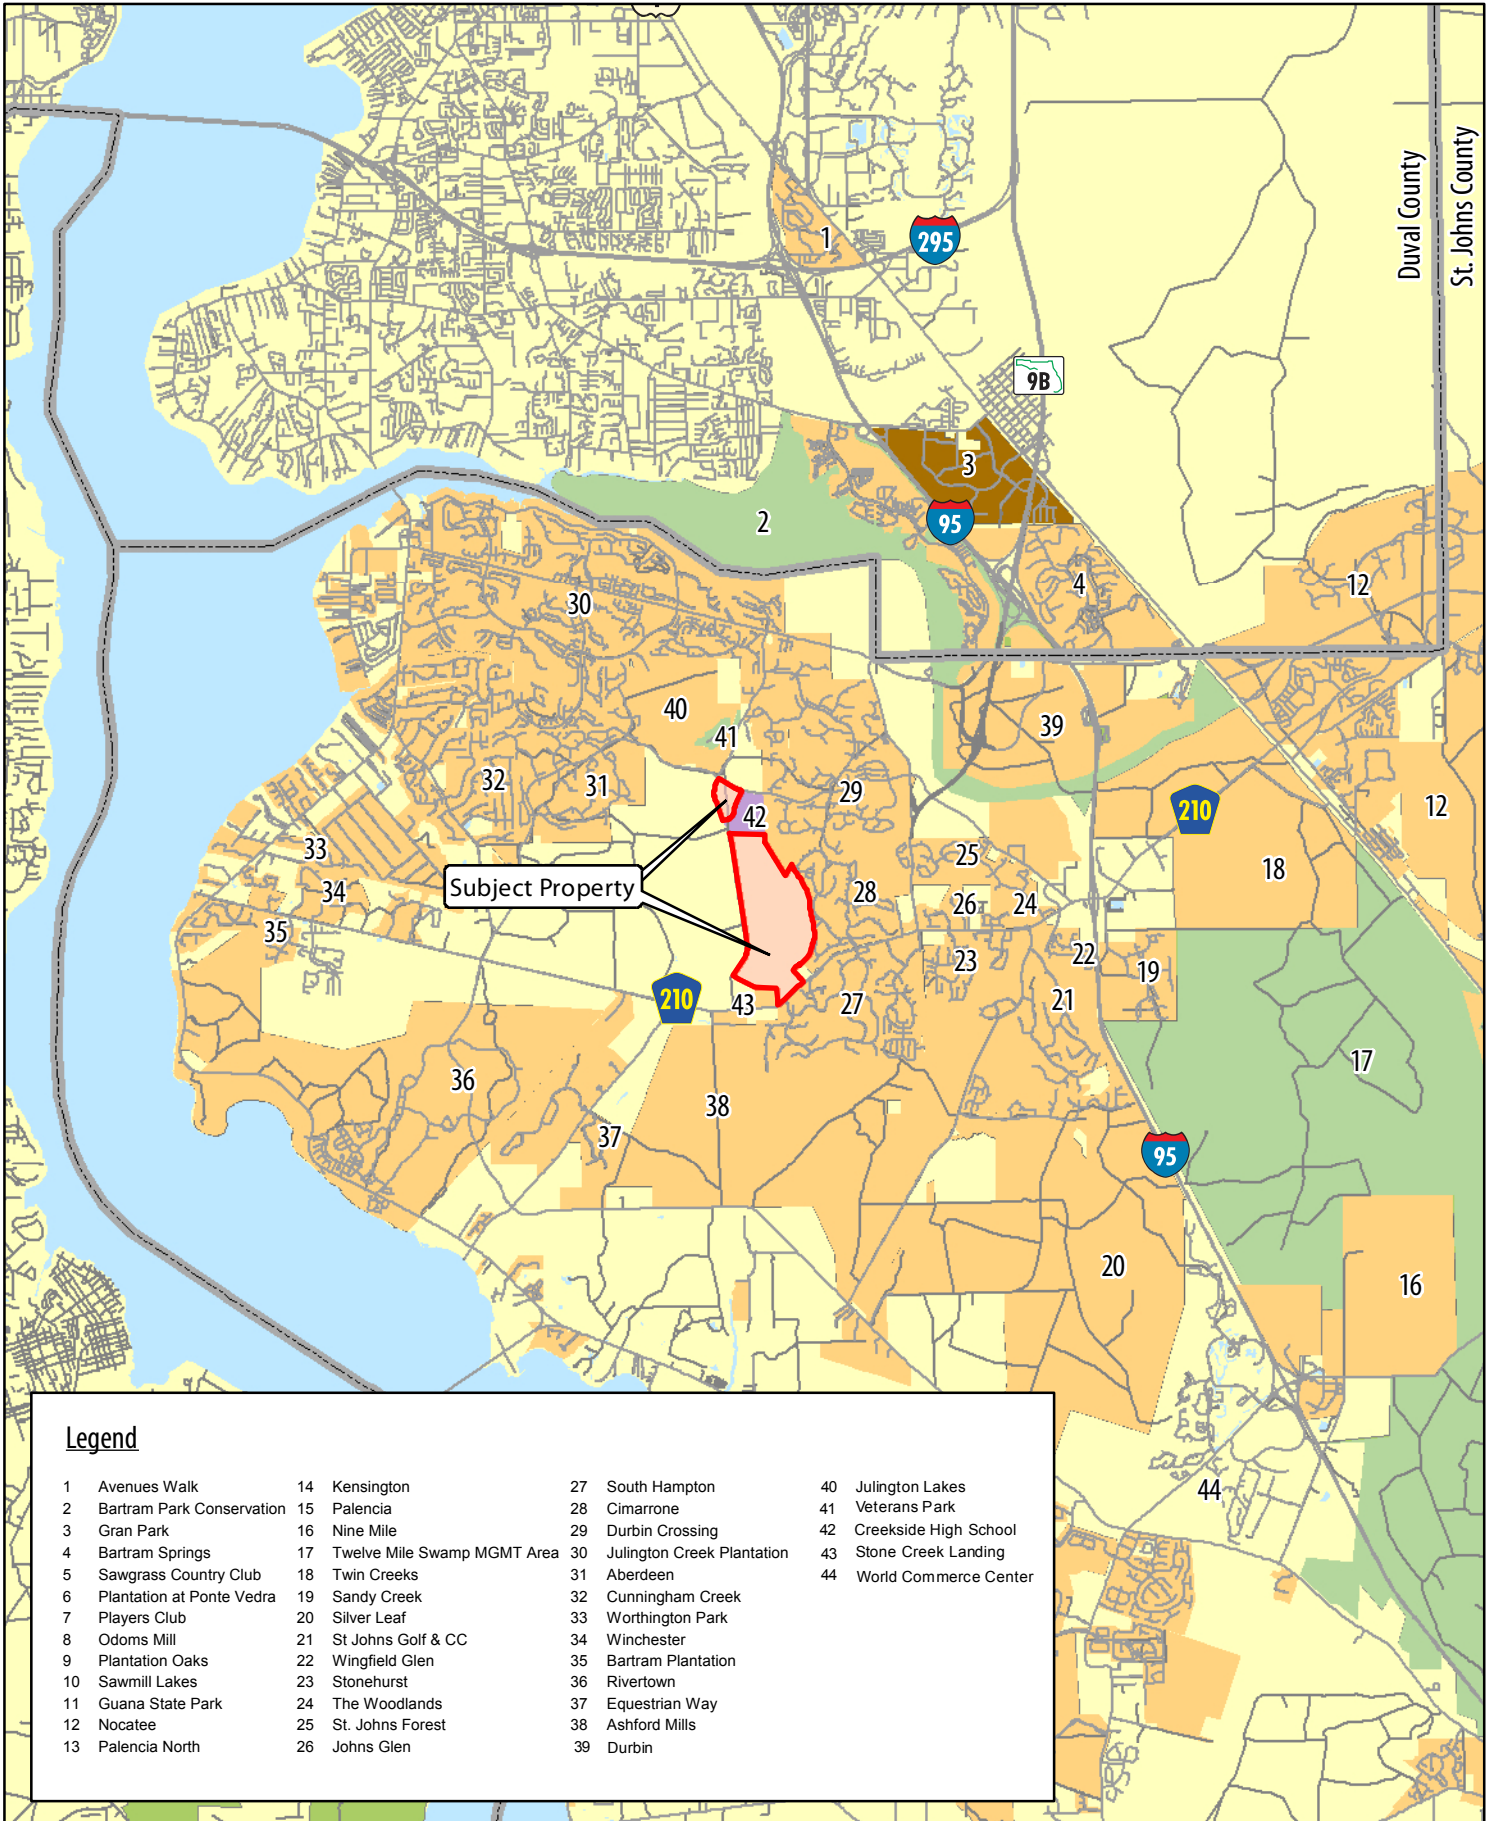 Duval County
St. Johns County
1
295
9B
3
2
95
4
12
30
40
41
39
32
31
29
42
210
12
33
25
18
Subject Property
34
28
26
24
35
22
23
19
210
43
27
21
17
36
38
37
95
20
16
44
Legend
1 Avenues Walk
2 Bartram Park Conservation
3 Gran Park
4 Bartram Springs
5 Sawgrass Country Club
6 Plantation at Ponte Vedra
7 Players Club
8 Odoms Mill
9 Plantation Oaks
10 Sawmill Lakes
11 Guana State Park
12 Nocatee
13 Palencia North
14 Kensington
15 Palencia
16 Nine Mile
17 Twelve Mile Swamp MGMT Area
18 Twin Creeks
19 Sandy Creek
20 Silver Leaf
21 St Johns Golf & CC
22 Wingfield Glen
23 Stonehurst
24 The Woodlands
25 St. Johns Forest
26 Johns Glen
27 South Hampton
28 Cimarrone
29 Durbin Crossing
30 Julington Creek Plantation
31 Aberdeen
32 Cunningham Creek
33 Worthington Park
34 Winchester
35 Bartram Plantation
36 Rivertown
37 Equestrian Way
38 Ashford Mills
39 Durbin
40 Julington Lakes
41 Veterans Park
42 Creekside High School
43 Stone Creek Landing
44 World Commerce Center